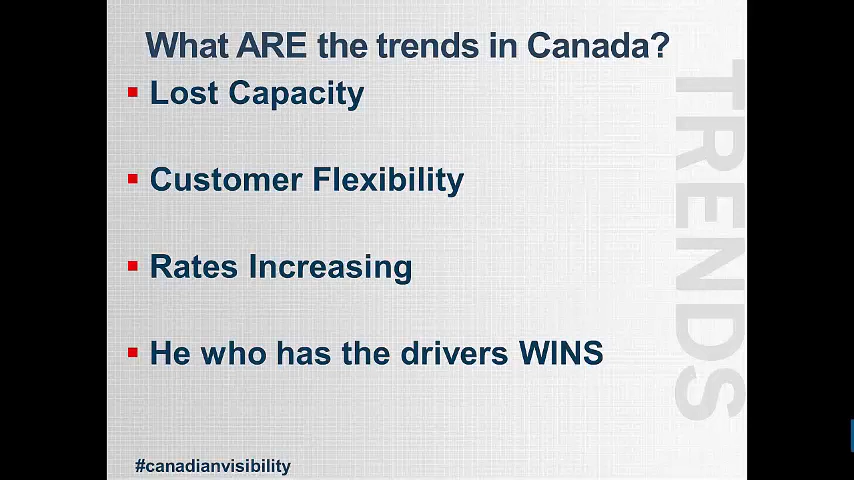 What ARE the trends in Canada?
Lost Capacity
Customer Flexibility
Rates Increasing
He who has the drivers WINS
TRENDS
#canadianvisibility